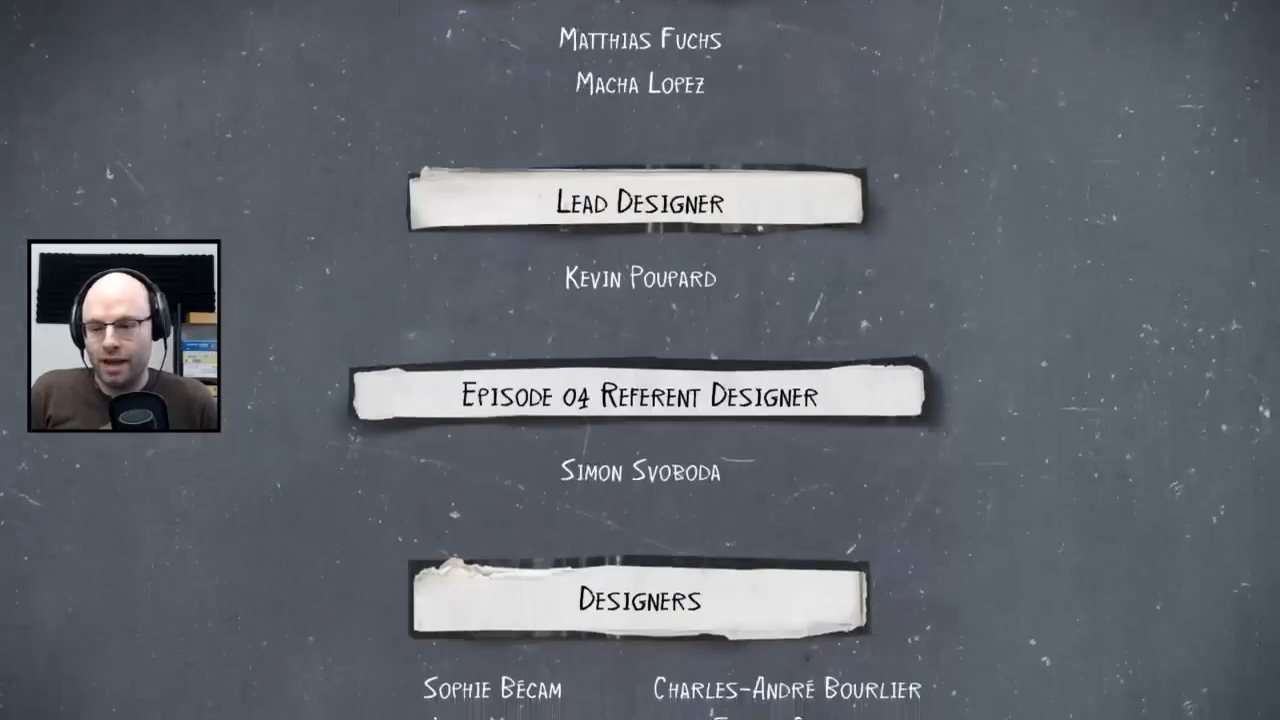 Matthias Fuchs
Macha Lopez
Lead Designer
Kevin Poupard
Episode 04 Referent Designer
Simon Svoboda
Designers
Sophie Bécam
Charles-André Bourlier